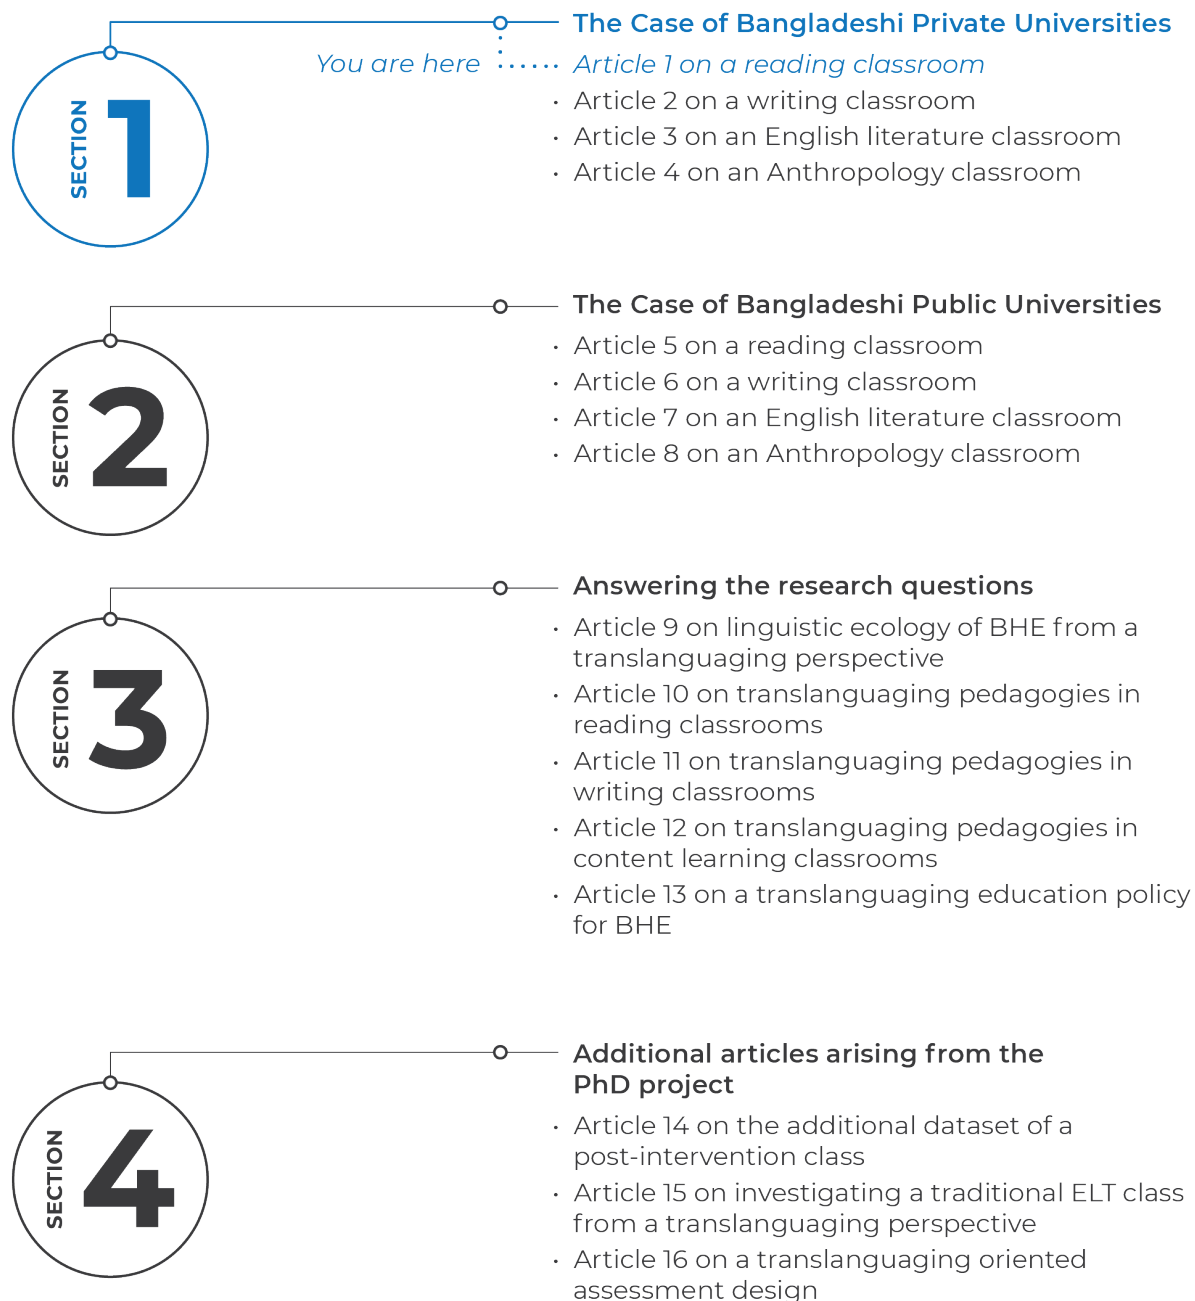 SECTION 1
The Case of Bangladeshi Private Universities
You are here
Article 1 on a reading classroom
• Article 2 on a writing classroom
• Article 3 on an English literature classroom
• Article 4 on an Anthropology classroom
SECTION 2
The Case of Bangladeshi Public Universities
• Article 5 on a reading classroom
• Article 6 on a writing classroom
• Article 7 on an English literature classroom
• Article 8 on an Anthropology classroom
SECTION 3
Answering the research questions
• Article 9 on linguistic ecology of BHE from a
translanguaging perspective
• Article 10 on translanguaging pedagogies in
reading classrooms
• Article 11 on translanguaging pedagogies in
writing classrooms
• Article 12 on translanguaging pedagogies in
content learning classrooms
• Article 13 on a translanguaging education policy
for BHE
SECTION 4
Additional articles arising from the
PhD project
• Article 14 on the additional dataset of a
post-intervention class
• Article 15 on investigating a traditional ELT class
from a translanguaging perspective
• Article 16 on a translanguaging oriented
assessment design